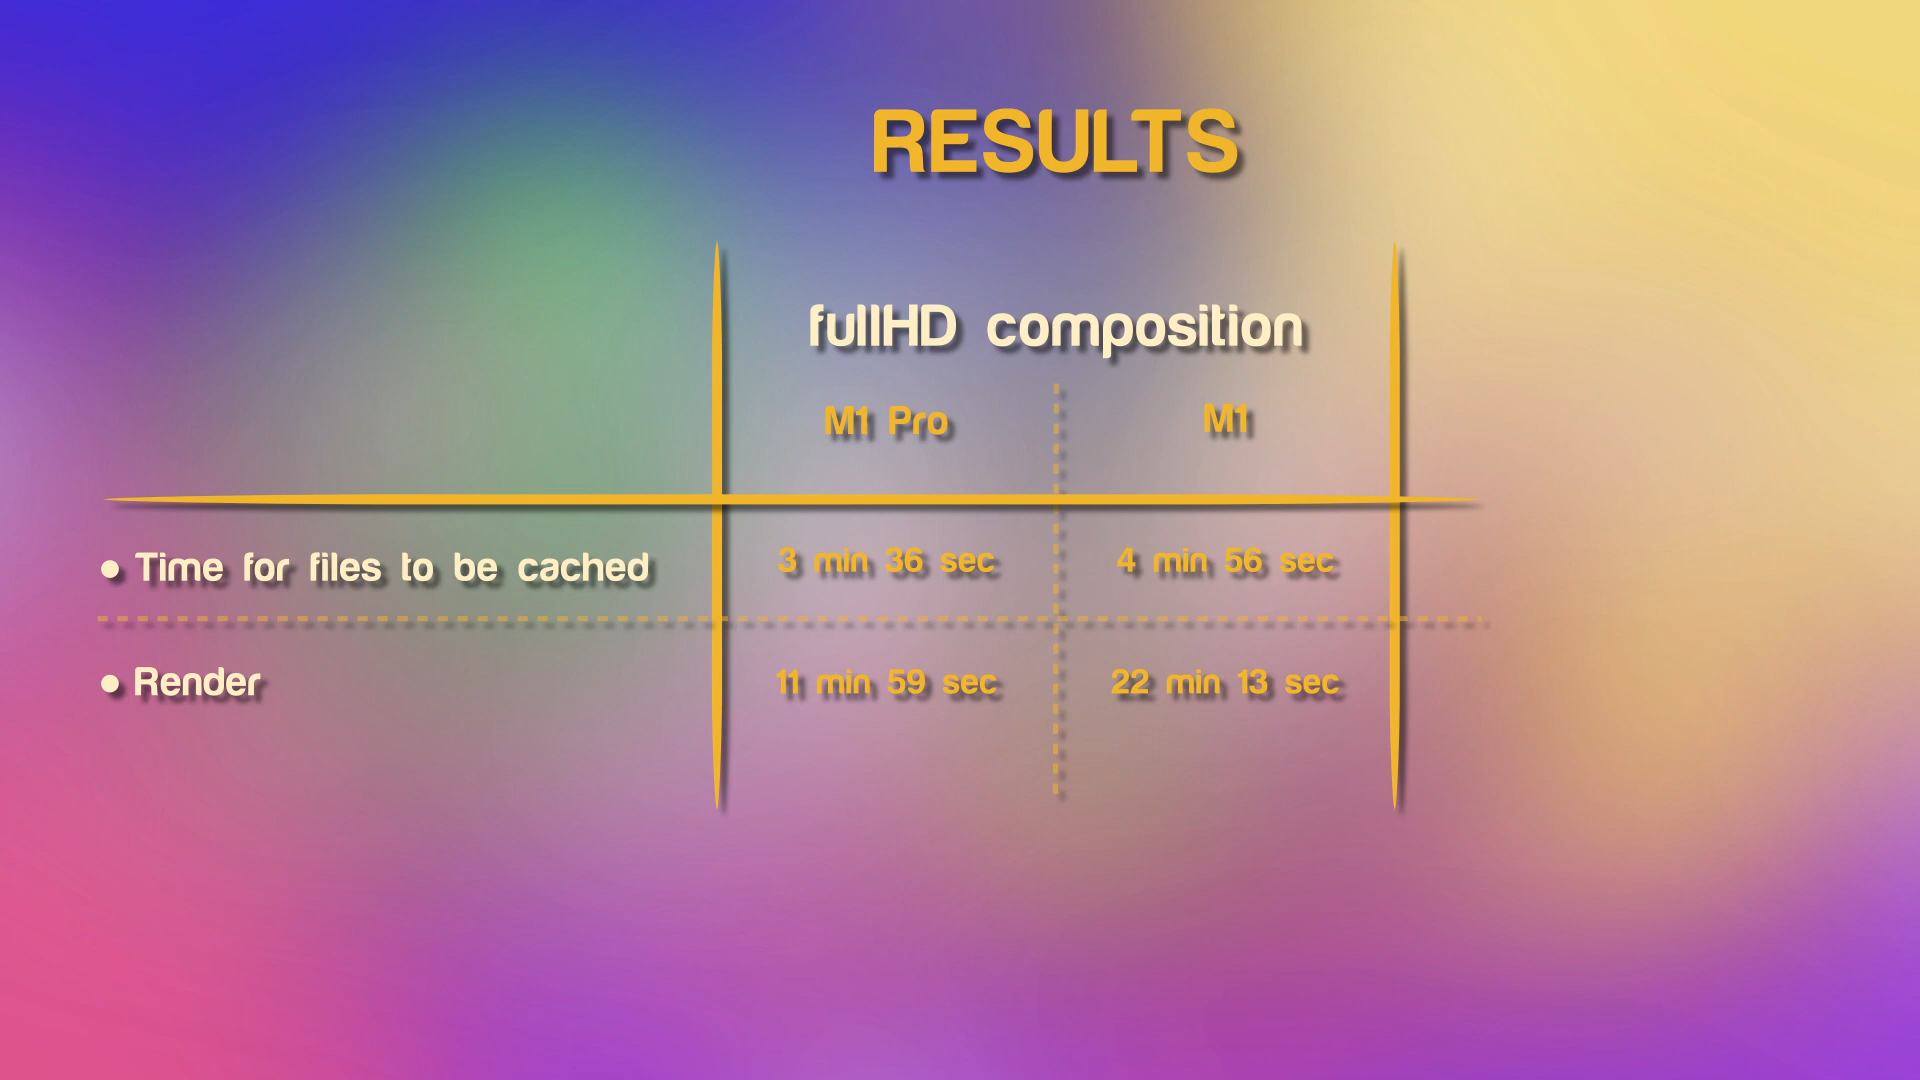 RESULTS
fullHD composition
M1 Pro M1
• Time for files to be cached 3 min 36 sec 4 min 56 sec
• Render 11 min 59 sec 22 min 13 sec